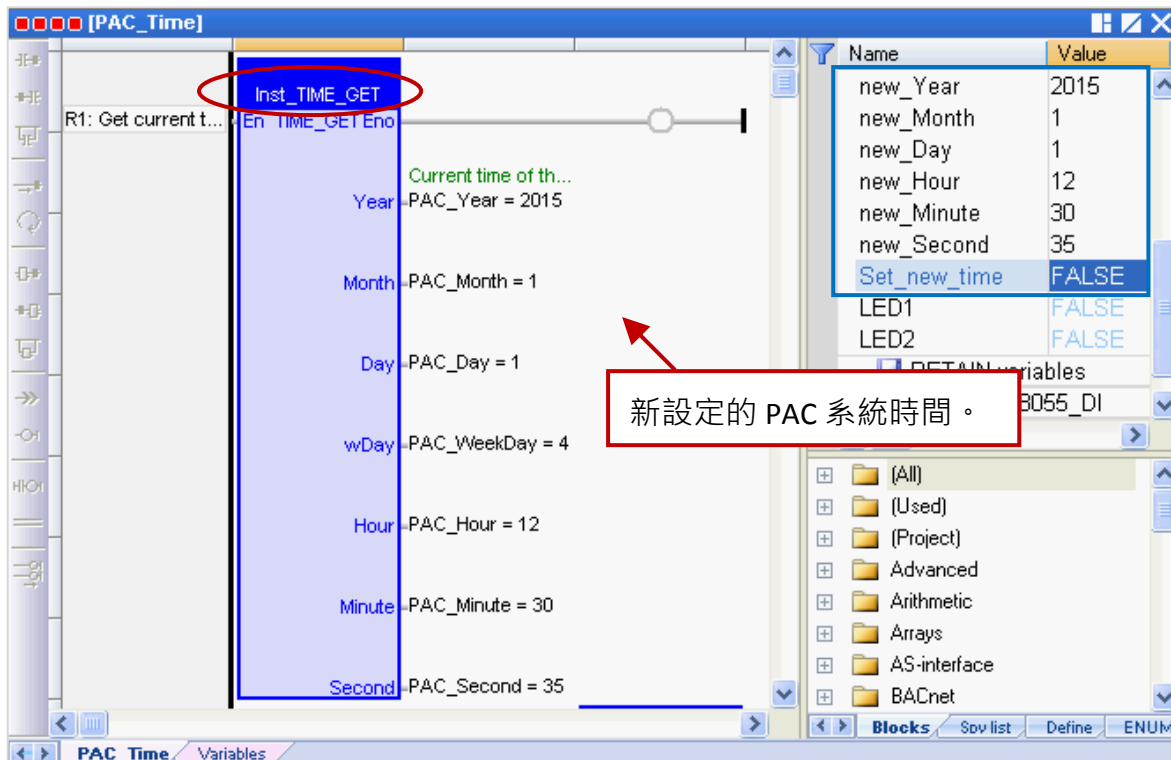 [PAC_Time]
Inst_TIME_GET
R1: Get current t...
En TIME_GET Eno
Current time of th...
Year PAC_Year = 2015
Month PAC_Month = 1
Day PAC_Day = 1
wDay PAC_WeekDay = 4
Hour PAC_Hour = 12
Minute PAC_Minute = 30
Second PAC_Second = 35
Name Value
new_Year 2015
new_Month 1
new_Day 1
new_Hour 12
new_Minute 30
new_Second 35
Set_new_time FALSE
LED1 FALSE
LED2 FALSE
RETAIN variables
8055_DI
新設定的 PAC 系統時間。
(All)
(Used)
(Project)
Advanced
Arithmetic
Arrays
AS-interface
BACnet
Blocks Spy list Define ENUM
PAC_Time Variables